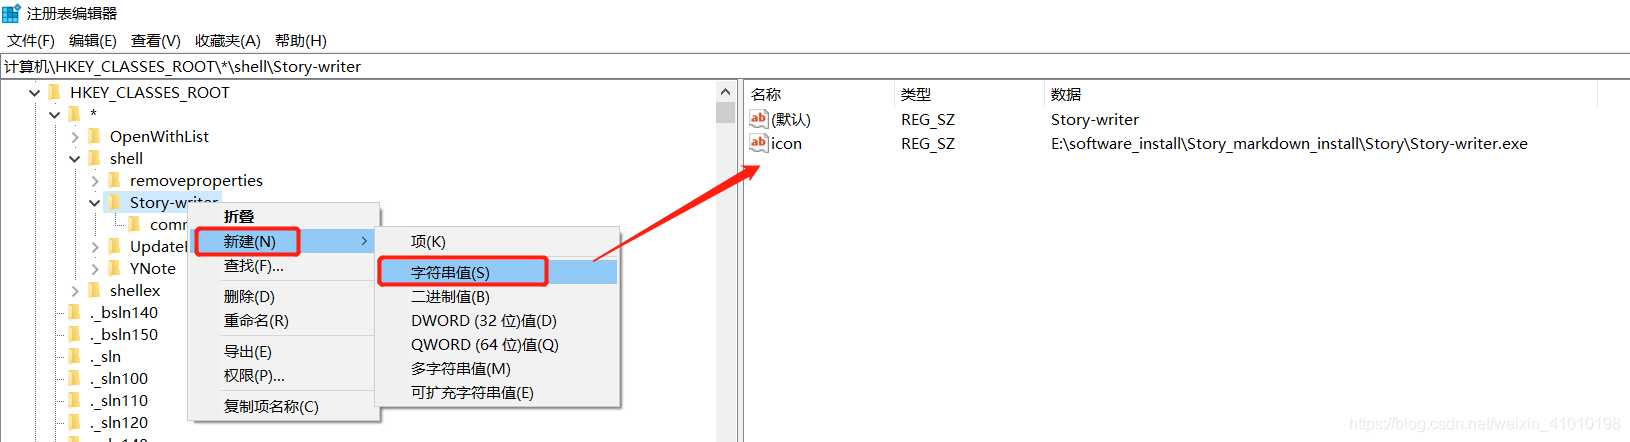 注册表编辑器
文件(F) 编辑(E) 查看(V) 收藏夹(A) 帮助(H)
计算机\HKEY_CLASSES_ROOT\*\shell\Story-writer
HKEY_CLASSES_ROOT
*
OpenWithList
shell
removeproperties
Story-writer
comm
Update
YNote
shellex
._bsln140
._bsln150
._sln
._sln100
._sln110
._sln120
折叠
新建(N)
查找(F)...
删除(D)
重命名(R)
导出(E)
权限(P)...
复制项名称(C)
项(K)
字符串值(S)
二进制值(B)
DWORD (32 位)值(D)
QWORD (64 位)值(Q)
多字符串值(M)
可扩充字符串值(E)
名称 类型 数据
(默认) REG_SZ Story-writer
icon REG_SZ E:\software_install\Story_markdown_install\Story\Story-writer.exe
https://blog.csdn.net/weixin_41010198